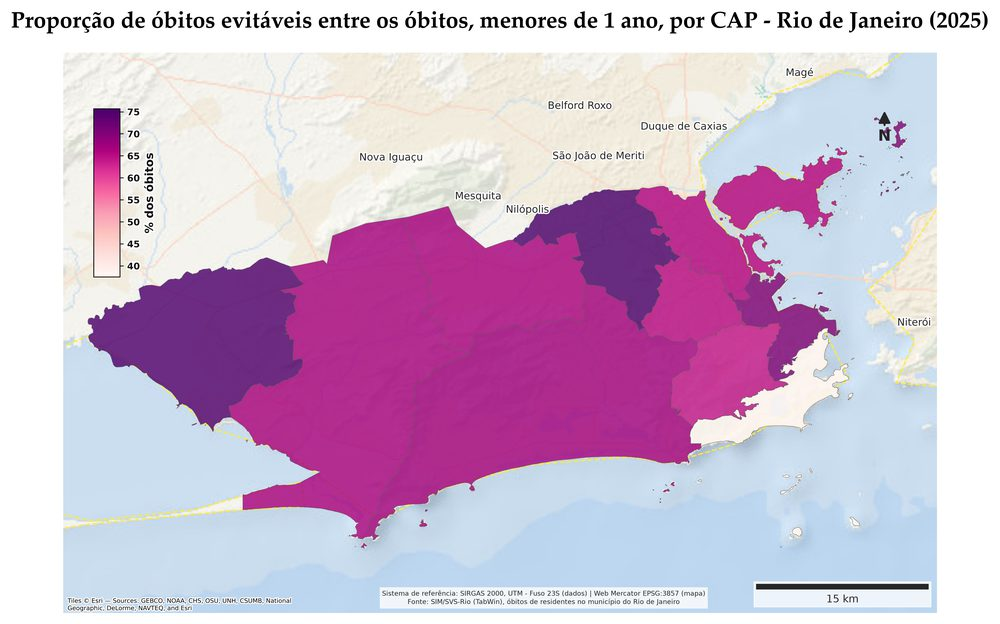 Proporção de óbitos evitáveis entre os óbitos, menores de 1 ano, por CAP - Rio de Janeiro (2025)
Magé
Belford Roxo
Duque de Caxias
Nova Iguaçu
São João de Meriti
Mesquita
Nilópolis
Niterói
N
75
70
65
60
55
50
45
40
% dos óbitos
Tiles © Esri — Sources: GEBCO, NOAA, CHS, OSU, UNH, CSUMB, National
Geographic, DeLorme, NAVTEQ, and Esri
Sistema de referência: SIRGAS 2000, UTM - Fuso 23S (dados) | Web Mercator EPSG:3857 (mapa)
Fonte: SIM/SVS-Rio (TabWin), óbitos de residentes no município do Rio de Janeiro
15 km